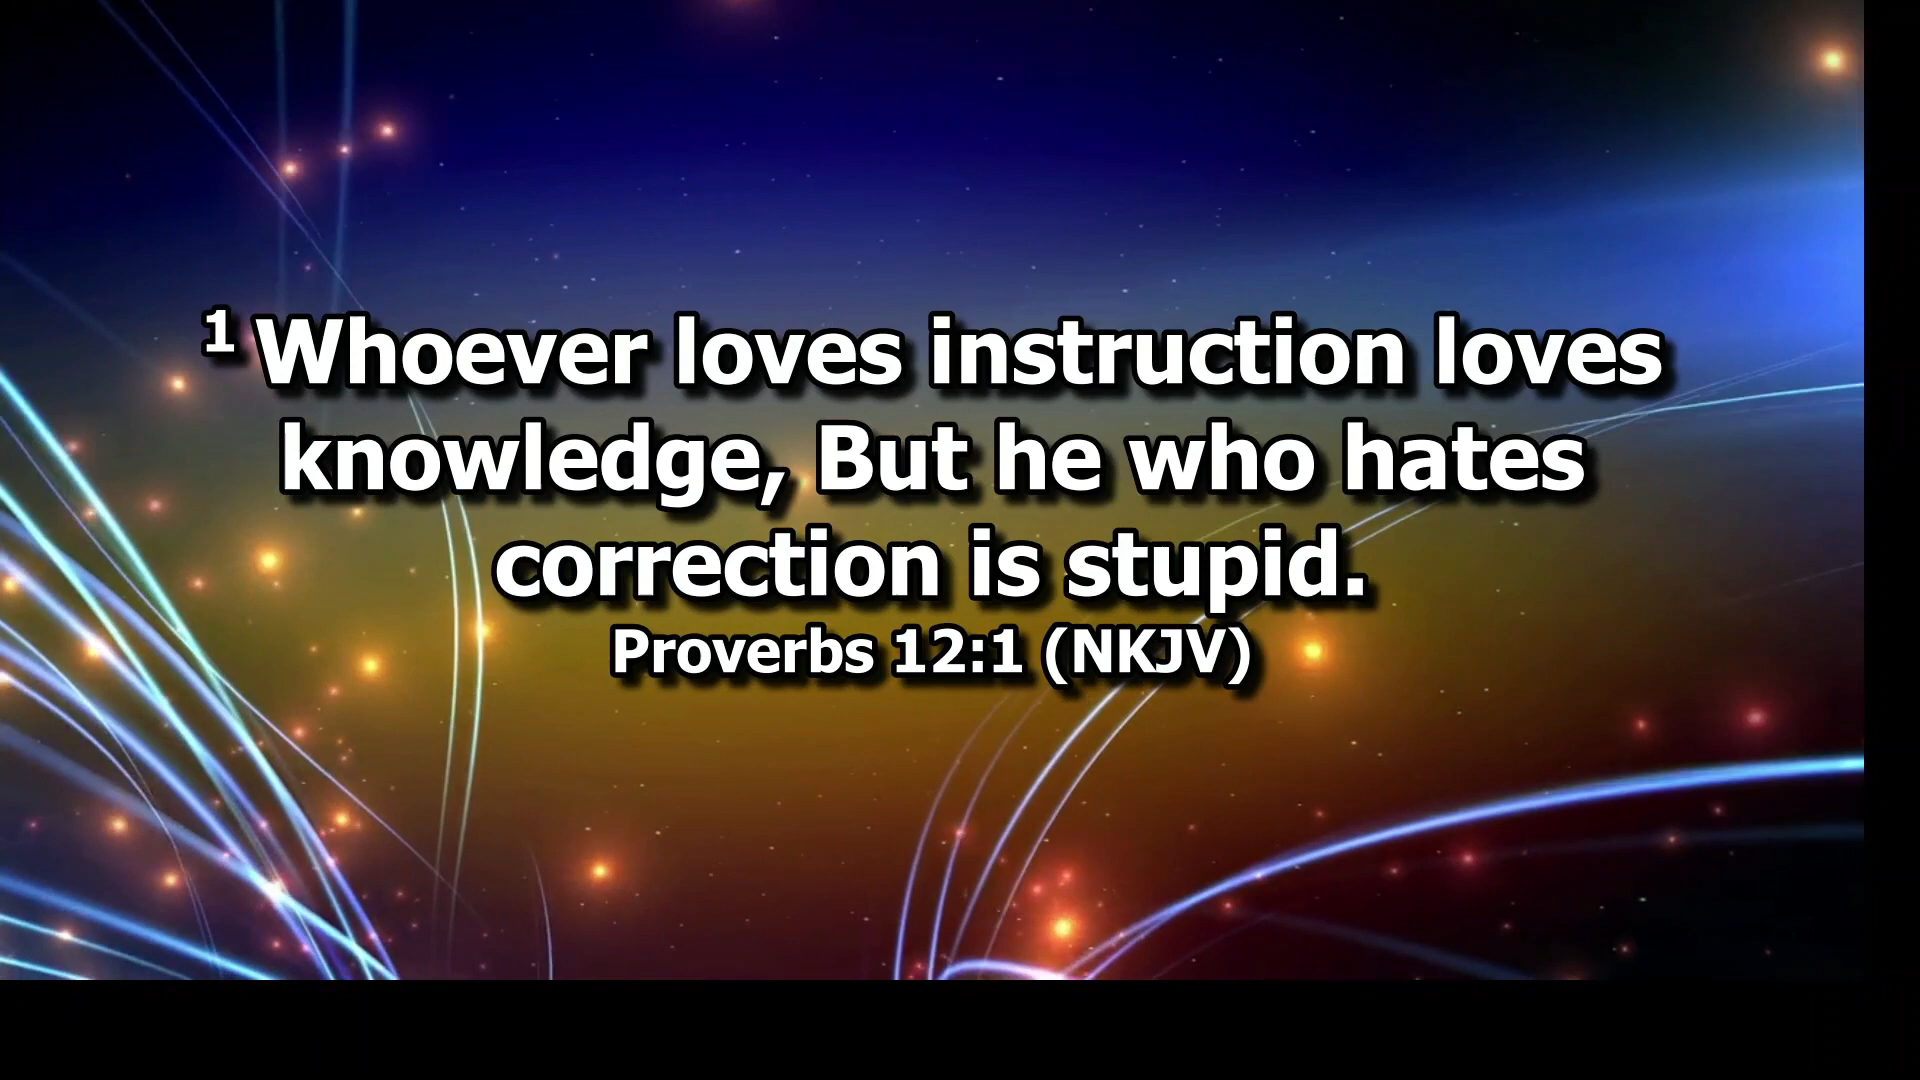 1 Whoever loves instruction loves
knowledge, But he who hates
correction is stupid.
Proverbs 12:1 (NKJV)